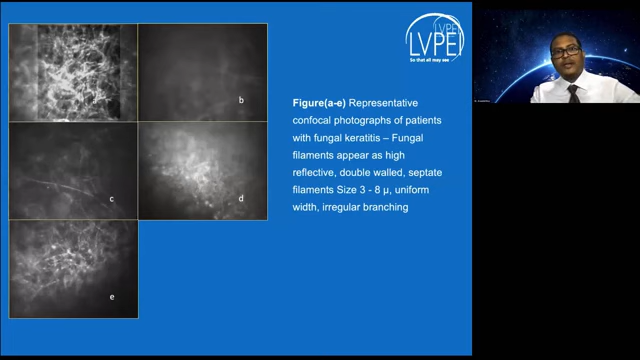 LVPEI
LVPEI
So that all may see
b
c
d
e
Figure(a-e) Representative
confocal photographs of patients
with fungal keratitis – Fungal
filaments appear as high
reflective, double walled, septate
filaments Size 3 - 8 μ, uniform
width, irregular branching